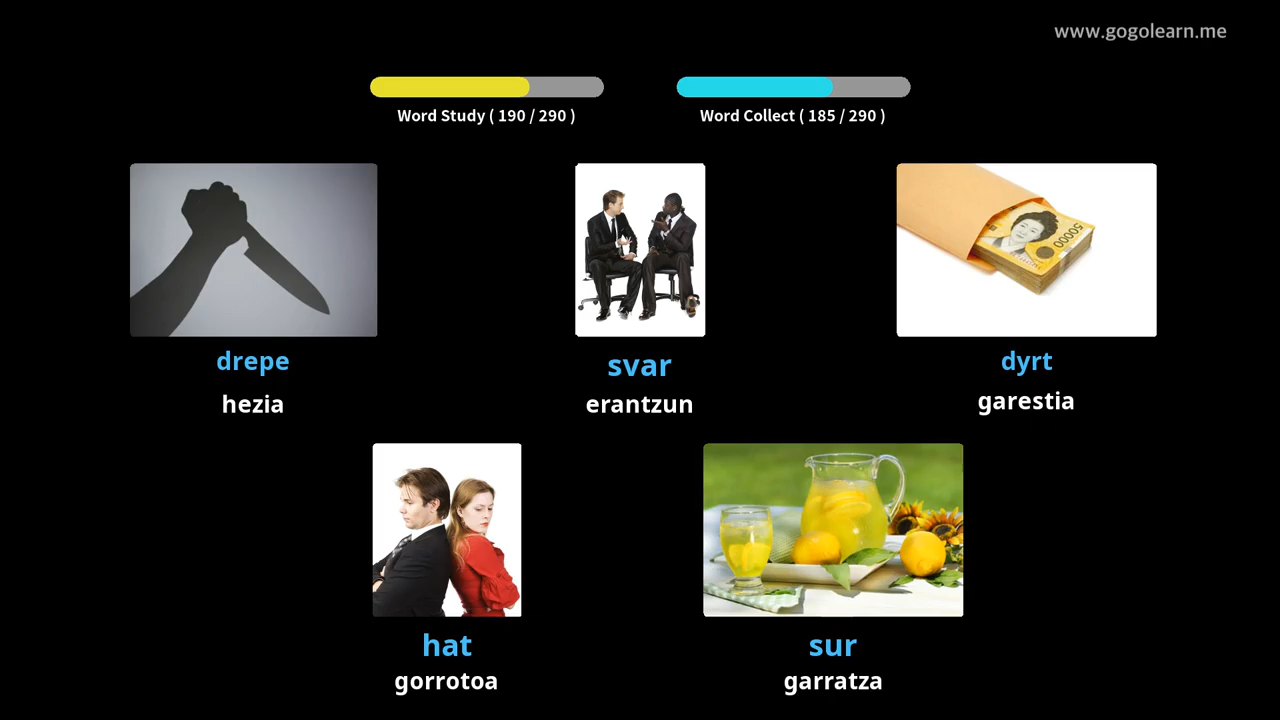 www.gogolearn.me
Word Study ( 190 / 290 )
Word Collect ( 185 / 290 )
50000
drepe
svar
dyrt
hezia
erantzun
garestia
hat
sur
gorrotoa
garratza